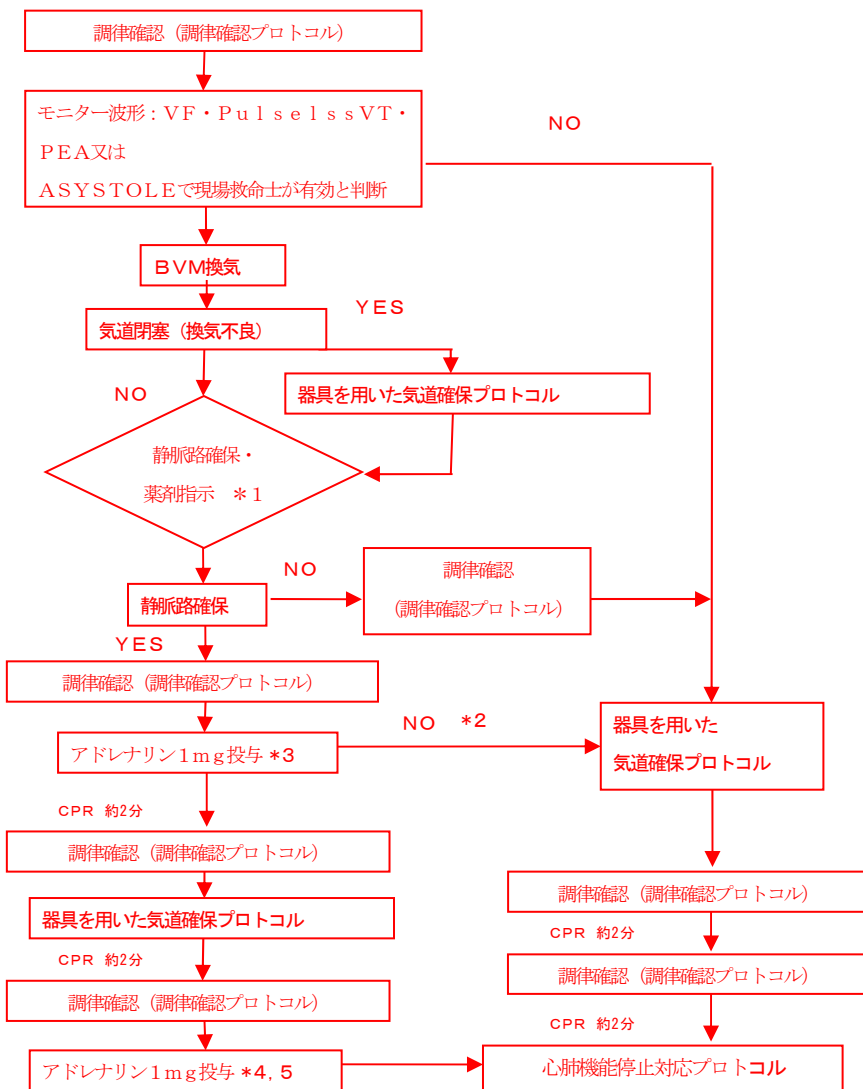 調律確認(調律確認プロトコル)
モニター波形:VF・PulselssVT・
PEA又は
ASYSTOLEで現場救命士が有効と判断
NO
BVM換気
YES
気道閉塞(換気不良)
器具を用いた気道確保プロトコル
NO
静脈路確保・
薬剤指示 *1
NO
調律確認
(調律確認プロトコル)
静脈路確保
YES
調律確認(調律確認プロトコル)
NO *2
器具を用いた
気道確保プロトコル
アドレナリン1mg投与 *3
CPR 約2分
調律確認(調律確認プロトコル)
器具を用いた気道確保プロトコル
調律確認(調律確認プロトコル)
CPR 約2分
CPR 約2分
調律確認(調律確認プロトコル)
調律確認(調律確認プロトコル)
CPR 約2分
アドレナリン1mg投与 *4, 5
心肺機能停止対応プロトコル